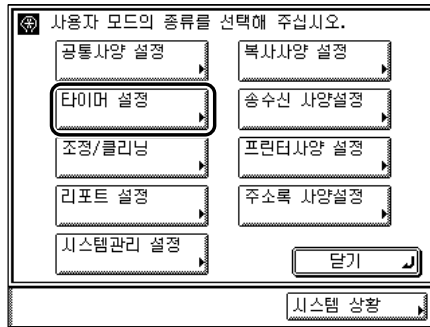 사용자 모드의 종류를 선택해 주십시오.
공통사양 설정
복사사양 설정
타이머 설정
송수신 사양설정
조정/클리닝
프린터사양 설정
리포트 설정
주소록 사양설정
시스템관리 설정
닫기
시스템 상황